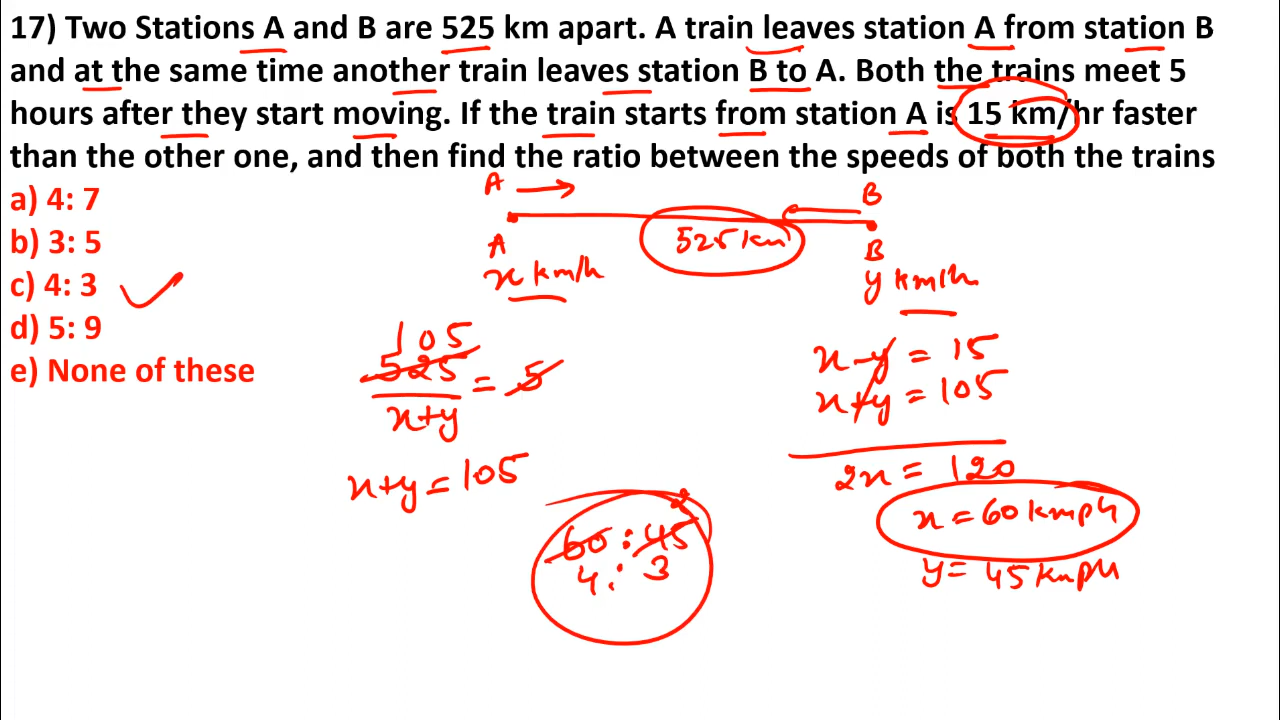 17) Two Stations A and B are 525 km apart. A train leaves station A from station B
and at the same time another train leaves station B to A. Both the trains meet 5
hours after they start moving. If the train starts from station A is 15 km/hr faster
than the other one, and then find the ratio between the speeds of both the trains
a) 4: 7
b) 3: 5
c) 4: 3
d) 5: 9
e) None of these
A
B
A
525 km
B
x km/h
y km/h
105
525
= 5
x+y
x+y = 105
x-y = 15
x+y = 105
2x = 120
x = 60 kmph
y = 45 kmph
60 : 45
4 : 3